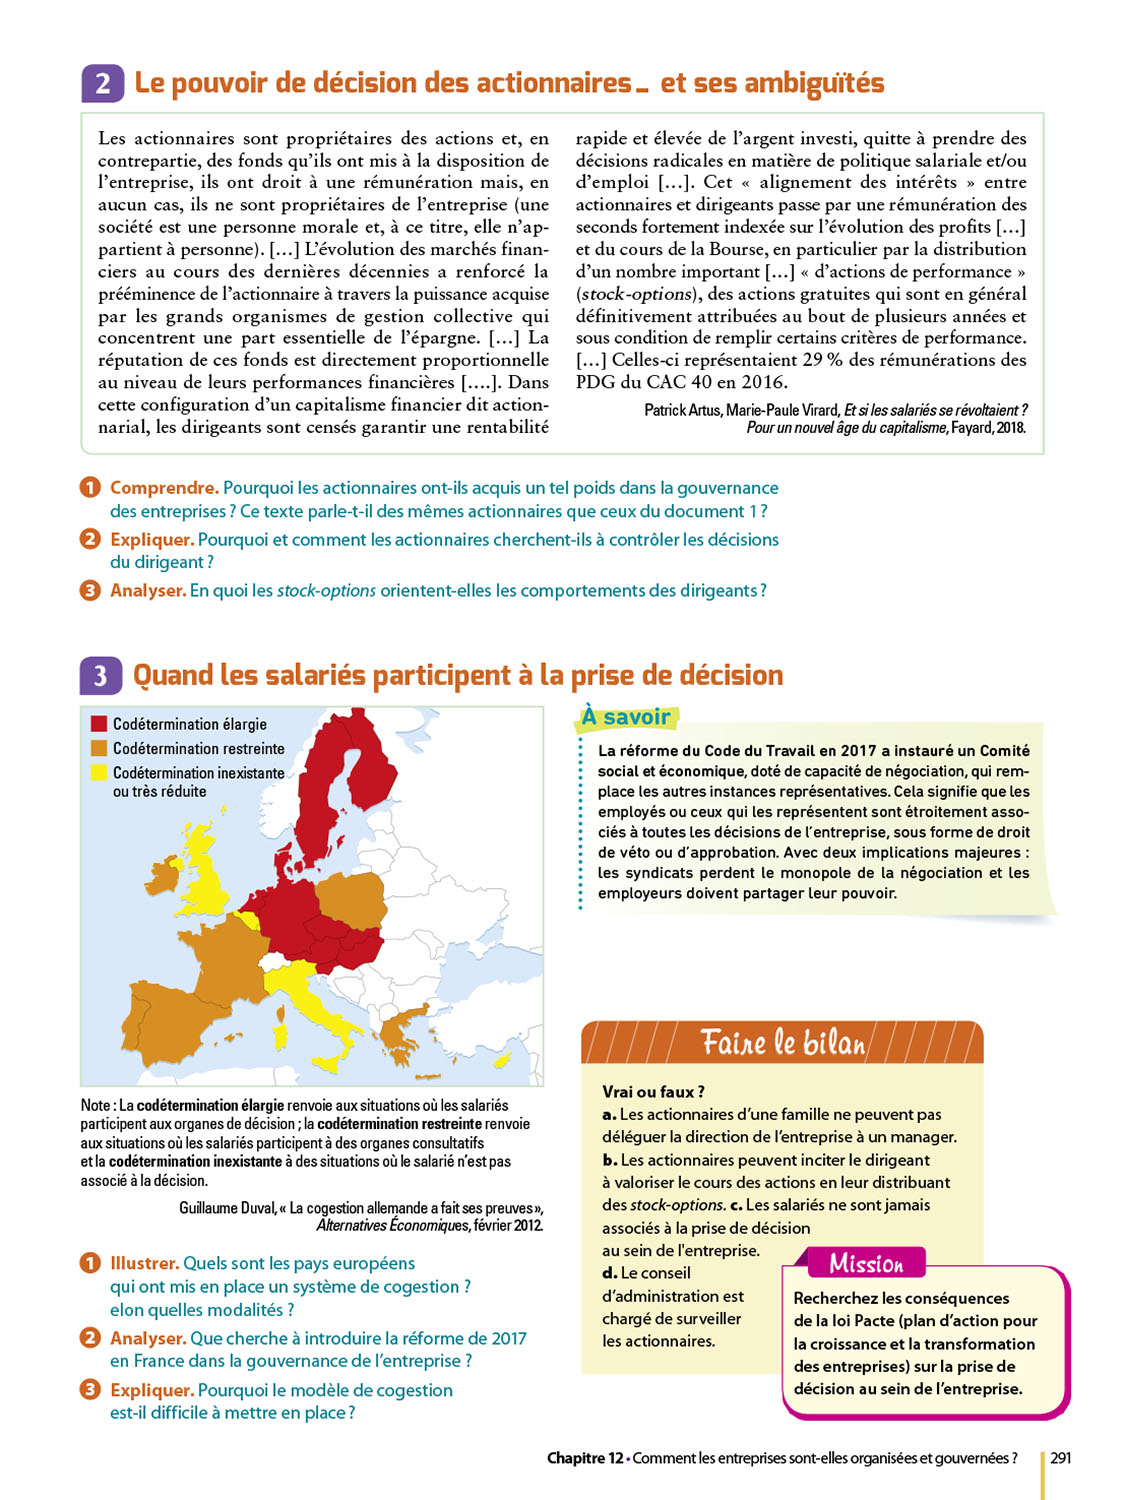 2 Le pouvoir de décision des actionnaires_ et ses ambiguïtés
Les actionnaires sont propriétaires des actions et, en
contrepartie, des fonds qu'ils ont mis à la disposition de
l'entreprise, ils ont droit à une rémunération mais, en
aucun cas, ils ne sont propriétaires de l'entreprise (une
société est une personne morale et, à ce titre, elle n'ap-
partient à personne). […] L'évolution des marchés finan-
ciers au cours des dernières décennies a renforcé la
prééminence de l'actionnaire à travers la puissance acquise
par les grands organismes de gestion collective qui
concentrent une part essentielle de l'épargne. […] La
réputation de ces fonds est directement proportionnelle
au niveau de leurs performances financières [….]. Dans
cette configuration d'un capitalisme financier dit action-
narial, les dirigeants sont censés garantir une rentabilité
rapide et élevée de l'argent investi, quitte à prendre des
décisions radicales en matière de politique salariale et/ou
d'emploi […]. Cet « alignement des intérêts » entre
actionnaires et dirigeants passe par une rémunération des
seconds fortement indexée sur l'évolution des profits […]
et du cours de la Bourse, en particulier par la distribution
d'un nombre important […] « d'actions de performance »
(stock-options), des actions gratuites qui sont en général
définitivement attribuées au bout de plusieurs années et
sous condition de remplir certains critères de performance.
[…] Celles-ci représentaient 29 % des rémunérations des
PDG du CAC 40 en 2016.
Patrick Artus, Marie-Paule Virard, Et si les salariés se révoltaient ?
Pour un nouvel âge du capitalisme, Fayard, 2018.
1 Comprendre. Pourquoi les actionnaires ont-ils acquis un tel poids dans la gouvernance
des entreprises ? Ce texte parle-t-il des mêmes actionnaires que ceux du document 1 ?
2 Expliquer. Pourquoi et comment les actionnaires cherchent-ils à contrôler les décisions
du dirigeant ?
3 Analyser. En quoi les stock-options orientent-elles les comportements des dirigeants ?
3 Quand les salariés participent à la prise de décision
Codétermination élargie
Codétermination restreinte
Codétermination inexistante
ou très réduite
Note : La codétermination élargie renvoie aux situations où les salariés
participent aux organes de décision ; la codétermination restreinte renvoie
aux situations où les salariés participent à des organes consultatifs
et la codétermination inexistante à des situations où le salarié n'est pas
associé à la décision.
Guillaume Duval, « La cogestion allemande a fait ses preuves »,
Alternatives Économiques, février 2012.
1 Illustrer. Quels sont les pays européens
qui ont mis en place un système de cogestion ?
elon quelles modalités ?
2 Analyser. Que cherche à introduire la réforme de 2017
en France dans la gouvernance de l'entreprise ?
3 Expliquer. Pourquoi le modèle de cogestion
est-il difficile à mettre en place ?
À savoir
La réforme du Code du Travail en 2017 a instauré un Comité
social et économique, doté de capacité de négociation, qui rem-
place les autres instances représentatives. Cela signifie que les
employés ou ceux qui les représentent sont étroitement asso-
ciés à toutes les décisions de l'entreprise, sous forme de droit
de véto ou d'approbation. Avec deux implications majeures :
les syndicats perdent le monopole de la négociation et les
employeurs doivent partager leur pouvoir.
Faire le bilan
Vrai ou faux ?
a. Les actionnaires d'une famille ne peuvent pas
déléguer la direction de l'entreprise à un manager.
b. Les actionnaires peuvent inciter le dirigeant
à valoriser le cours des actions en leur distribuant
des stock-options. c. Les salariés ne sont jamais
associés à la prise de décision
au sein de l'entreprise.
d. Le conseil
d'administration est
chargé de surveiller
les actionnaires.
Mission
Recherchez les conséquences
de la loi Pacte (plan d'action pour
la croissance et la transformation
des entreprises) sur la prise de
décision au sein de l'entreprise.
Chapitre 12 • Comment les entreprises sont-elles organisées et gouvernées ? 291